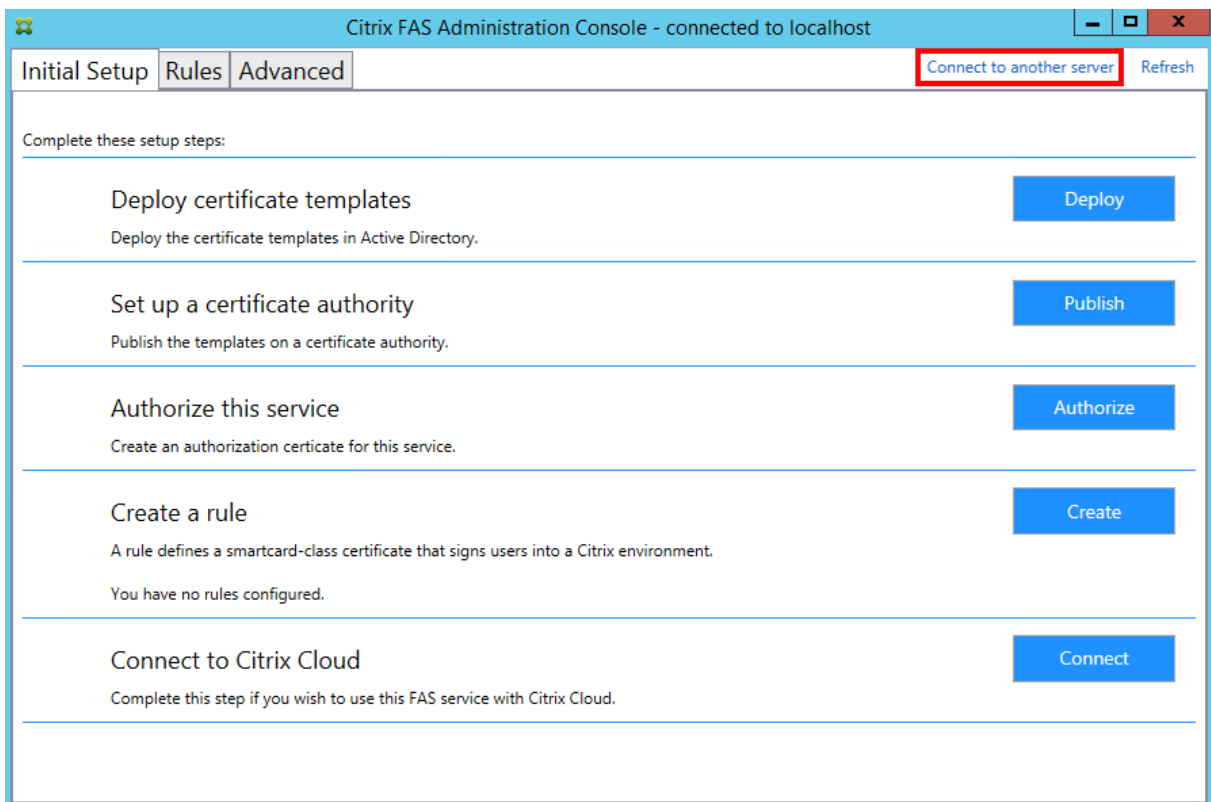 Citrix FAS Administration Console - connected to localhost
Initial Setup Rules Advanced Connect to another server Refresh
Complete these setup steps:
Deploy certificate templates
Deploy
Deploy the certificate templates in Active Directory.
Set up a certificate authority
Publish
Publish the templates on a certificate authority.
Authorize this service
Authorize
Create an authorization certicate for this service.
Create a rule
Create
A rule defines a smartcard-class certificate that signs users into a Citrix environment.
You have no rules configured.
Connect to Citrix Cloud
Connect
Complete this step if you wish to use this FAS service with Citrix Cloud.